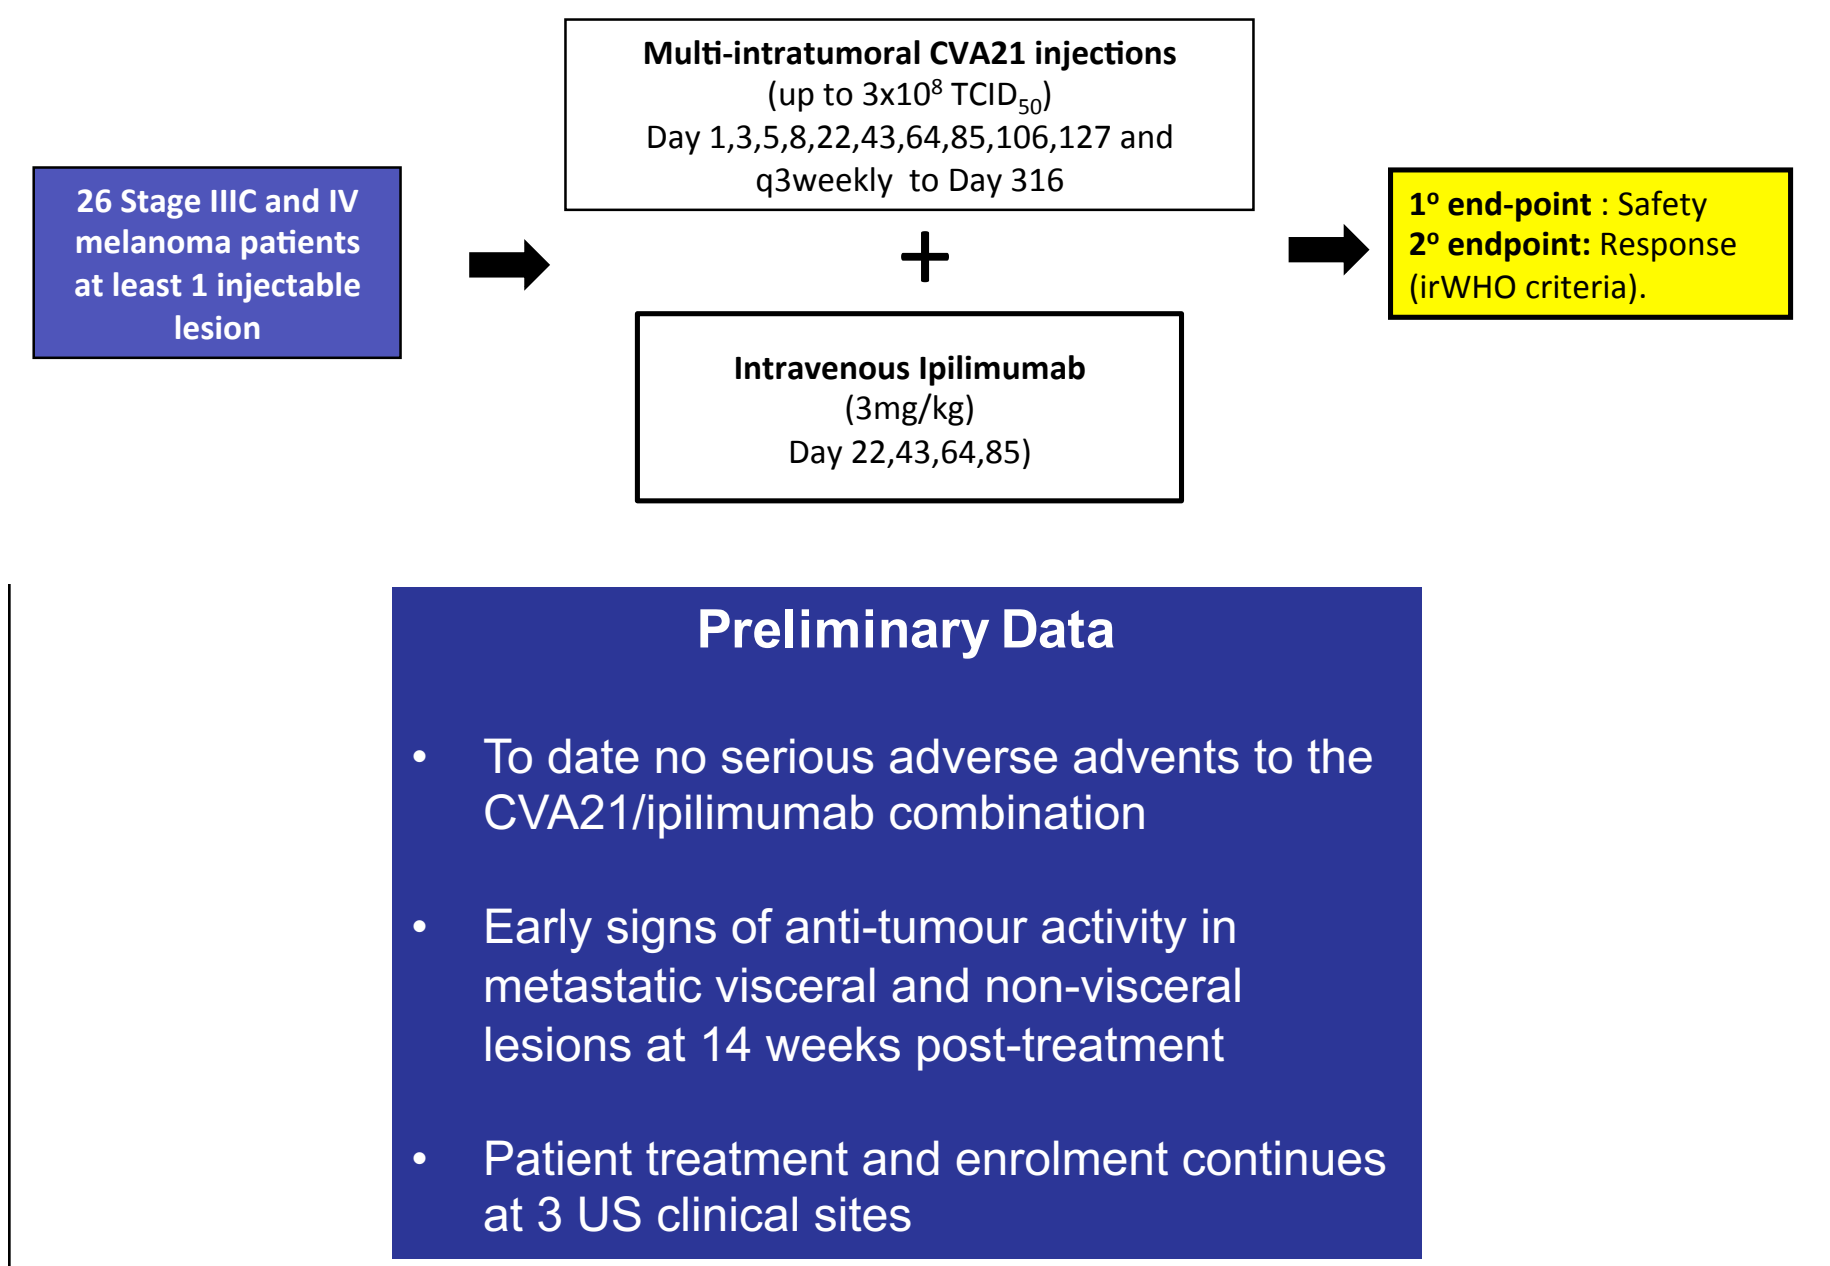 Multi-intratumoral CVA21 injections
(up to 3x10⁸ TCID₅₀)
Day 1,3,5,8,22,43,64,85,106,127 and
q3weekly to Day 316
26 Stage IIIC and IV
melanoma patients
at least 1 injectable
lesion
+
1º end-point : Safety
2º endpoint: Response
(irWHO criteria).
Intravenous Ipilimumab
(3mg/kg)
Day 22,43,64,85)
Preliminary Data
• To date no serious adverse advents to the
CVA21/ipilimumab combination
• Early signs of anti-tumour activity in
metastatic visceral and non-visceral
lesions at 14 weeks post-treatment
• Patient treatment and enrolment continues
at 3 US clinical sites